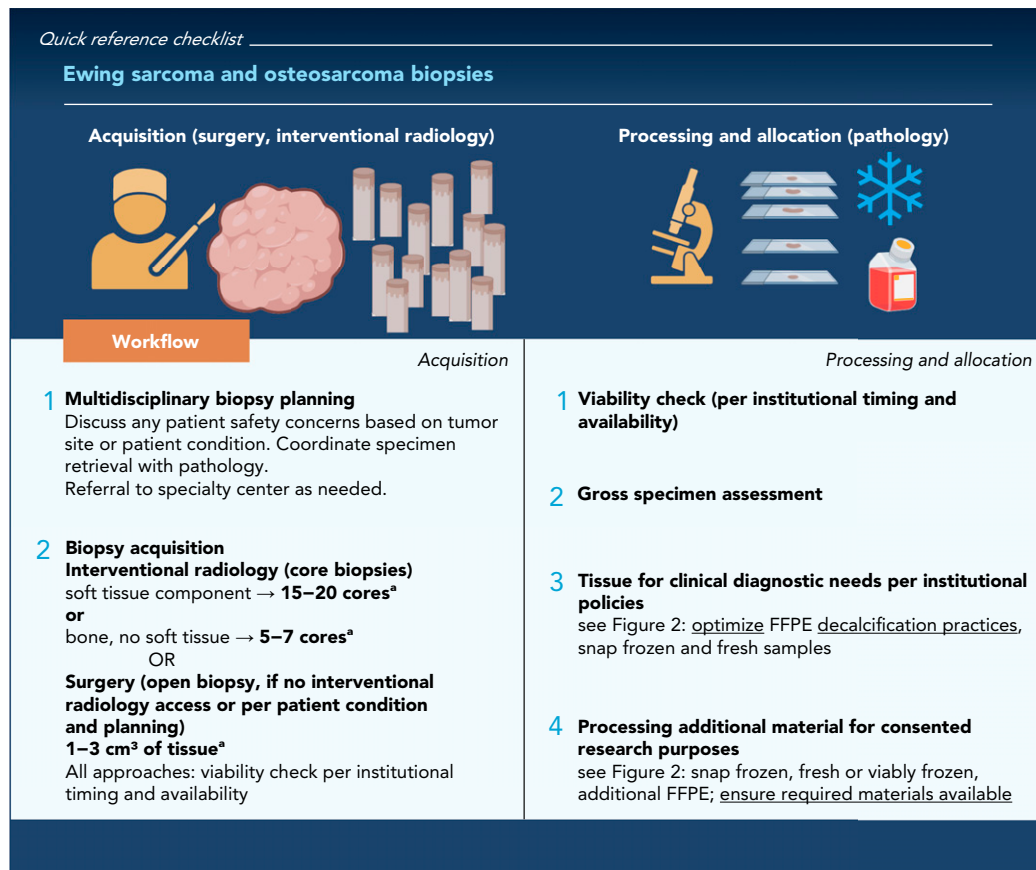 Quick reference checklist
Ewing sarcoma and osteosarcoma biopsies
Acquisition (surgery, interventional radiology)
Processing and allocation (pathology)
Workflow
Acquisition
1 Multidisciplinary biopsy planning
Discuss any patient safety concerns based on tumor
site or patient condition. Coordinate specimen
retrieval with pathology.
Referral to specialty center as needed.
2 Biopsy acquisition
Interventional radiology (core biopsies)
soft tissue component → 15–20 coresᵃ
or
bone, no soft tissue → 5–7 coresᵃ
OR
Surgery (open biopsy, if no interventional
radiology access or per patient condition
and planning)
1–3 cm³ of tissueᵃ
All approaches: viability check per institutional
timing and availability
Processing and allocation
1 Viability check (per institutional timing and
availability)
2 Gross specimen assessment
3 Tissue for clinical diagnostic needs per institutional
policies
see Figure 2: optimize FFPE decalcification practices,
snap frozen and fresh samples
4 Processing additional material for consented
research purposes
see Figure 2: snap frozen, fresh or viably frozen,
additional FFPE; ensure required materials available